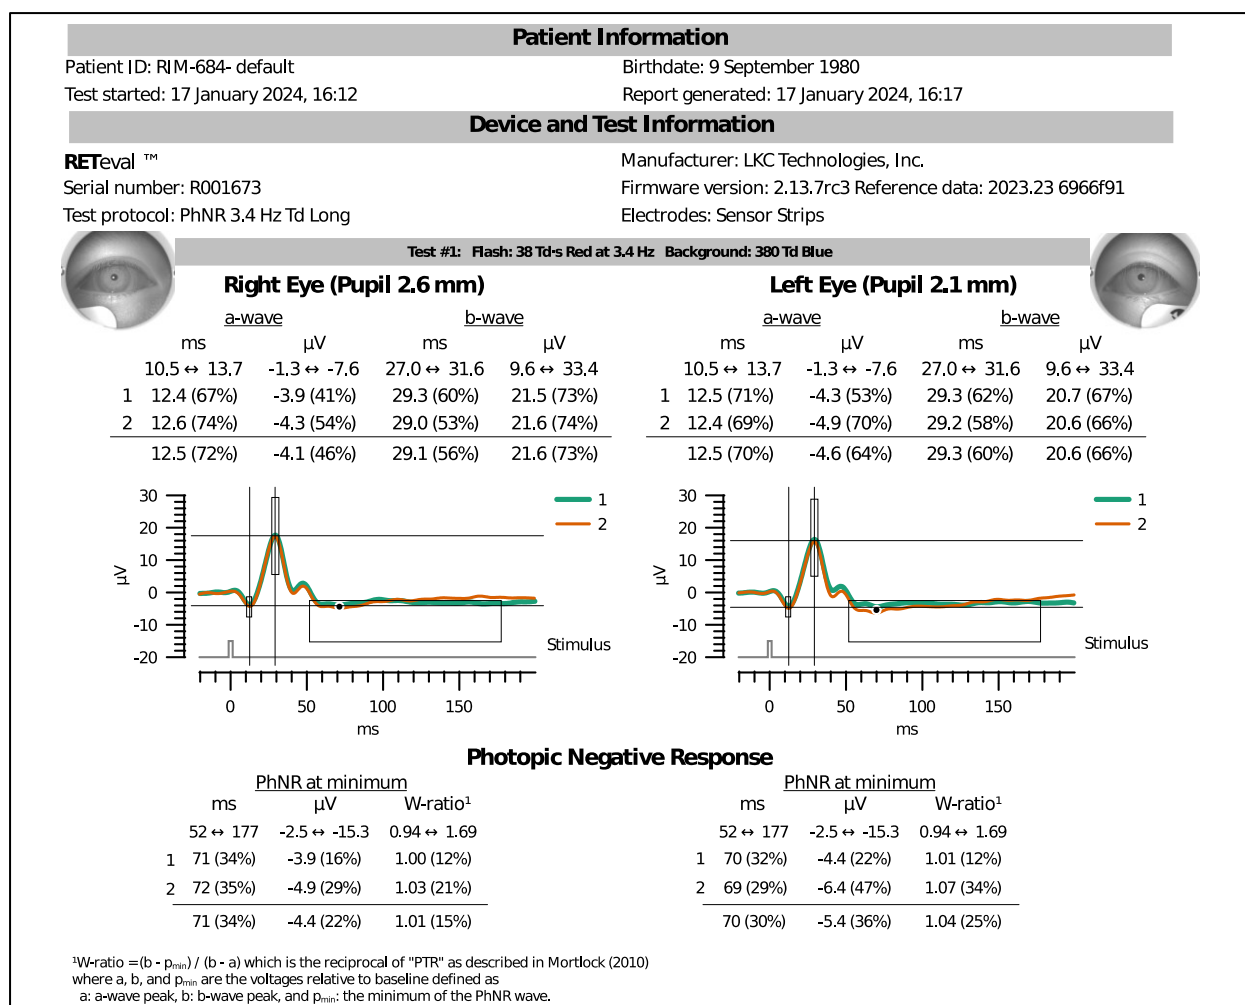 Patient Information
Patient ID: RIM-684- default
Birthdate: 9 September 1980
Test started: 17 January 2024, 16:12
Report generated: 17 January 2024, 16:17
Device and Test Information
RETeval ™
Manufacturer: LKC Technologies, Inc.
Serial number: R001673
Firmware version: 2.13.7rc3 Reference data: 2023.23 6966f91
Test protocol: PhNR 3.4 Hz Td Long
Electrodes: Sensor Strips
Test #1: Flash: 38 Td·s Red at 3.4 Hz Background: 380 Td Blue
Right Eye (Pupil 2.6 mm)
a-wave b-wave
ms µV ms µV
10.5 ↔ 13.7 -1.3 ↔ -7.6 27.0 ↔ 31.6 9.6 ↔ 33.4
1 12.4 (67%) -3.9 (41%) 29.3 (60%) 21.5 (73%)
2 12.6 (74%) -4.3 (54%) 29.0 (53%) 21.6 (74%)
12.5 (72%) -4.1 (46%) 29.1 (56%) 21.6 (73%)
Left Eye (Pupil 2.1 mm)
a-wave b-wave
ms µV ms µV
10.5 ↔ 13.7 -1.3 ↔ -7.6 27.0 ↔ 31.6 9.6 ↔ 33.4
1 12.5 (71%) -4.3 (53%) 29.3 (62%) 20.7 (67%)
2 12.4 (69%) -4.9 (70%) 29.2 (58%) 20.6 (66%)
12.5 (70%) -4.6 (64%) 29.3 (60%) 20.6 (66%)
30
20
10
0
-10
-20
µV
1
2
Stimulus
0 50 100 150
ms
30
20
10
0
-10
-20
µV
1
2
Stimulus
0 50 100 150
ms
Photopic Negative Response
PhNR at minimum
ms µV W-ratio¹
52 ↔ 177 -2.5 ↔ -15.3 0.94 ↔ 1.69
1 71 (34%) -3.9 (16%) 1.00 (12%)
2 72 (35%) -4.9 (29%) 1.03 (21%)
71 (34%) -4.4 (22%) 1.01 (15%)
PhNR at minimum
ms µV W-ratio¹
52 ↔ 177 -2.5 ↔ -15.3 0.94 ↔ 1.69
1 70 (32%) -4.4 (22%) 1.01 (12%)
2 69 (29%) -6.4 (47%) 1.07 (34%)
70 (30%) -5.4 (36%) 1.04 (25%)
¹W-ratio = (b - pmin) / (b - a) which is the reciprocal of "PTR" as described in Mortlock (2010)
where a, b, and pmin are the voltages relative to baseline defined as
a: a-wave peak, b: b-wave peak, and pmin: the minimum of the PhNR wave.